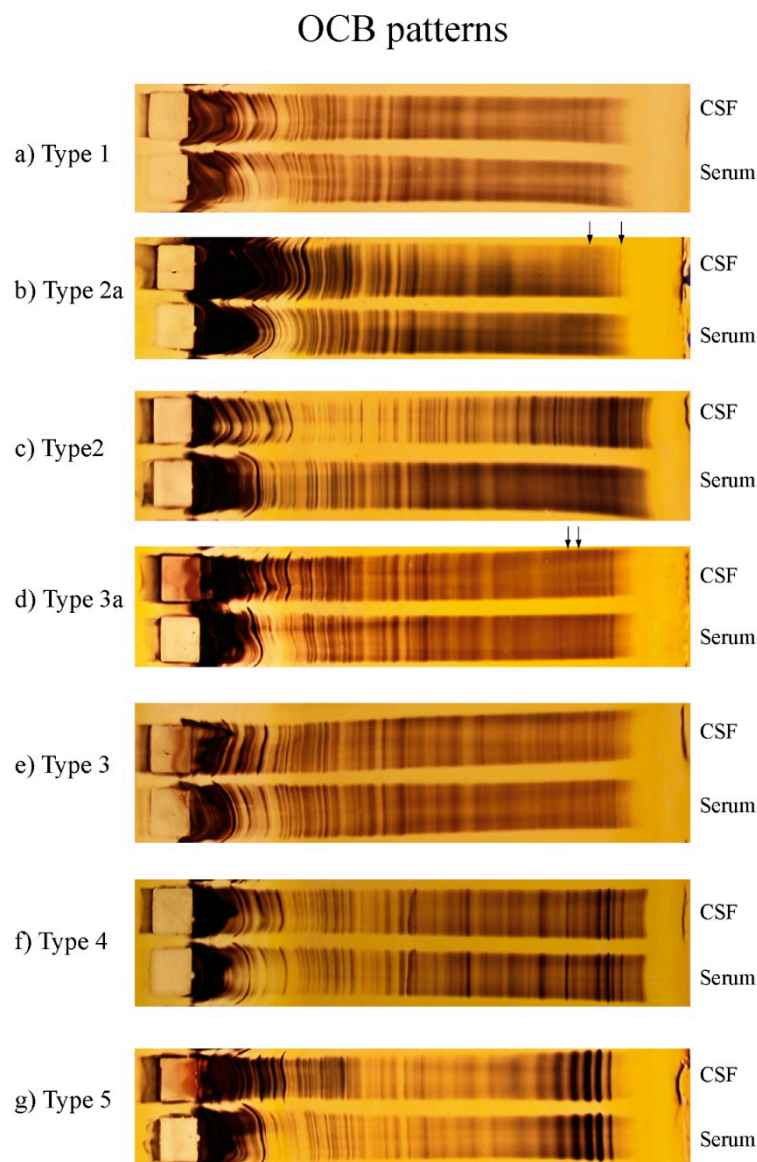 OCB patterns
CSF
a) Type 1
Serum
CSF
b) Type 2a
Serum
CSF
c) Type2
Serum
CSF
d) Type 3a
Serum
CSF
e) Type 3
Serum
CSF
f) Type 4
Serum
CSF
g) Type 5
Serum